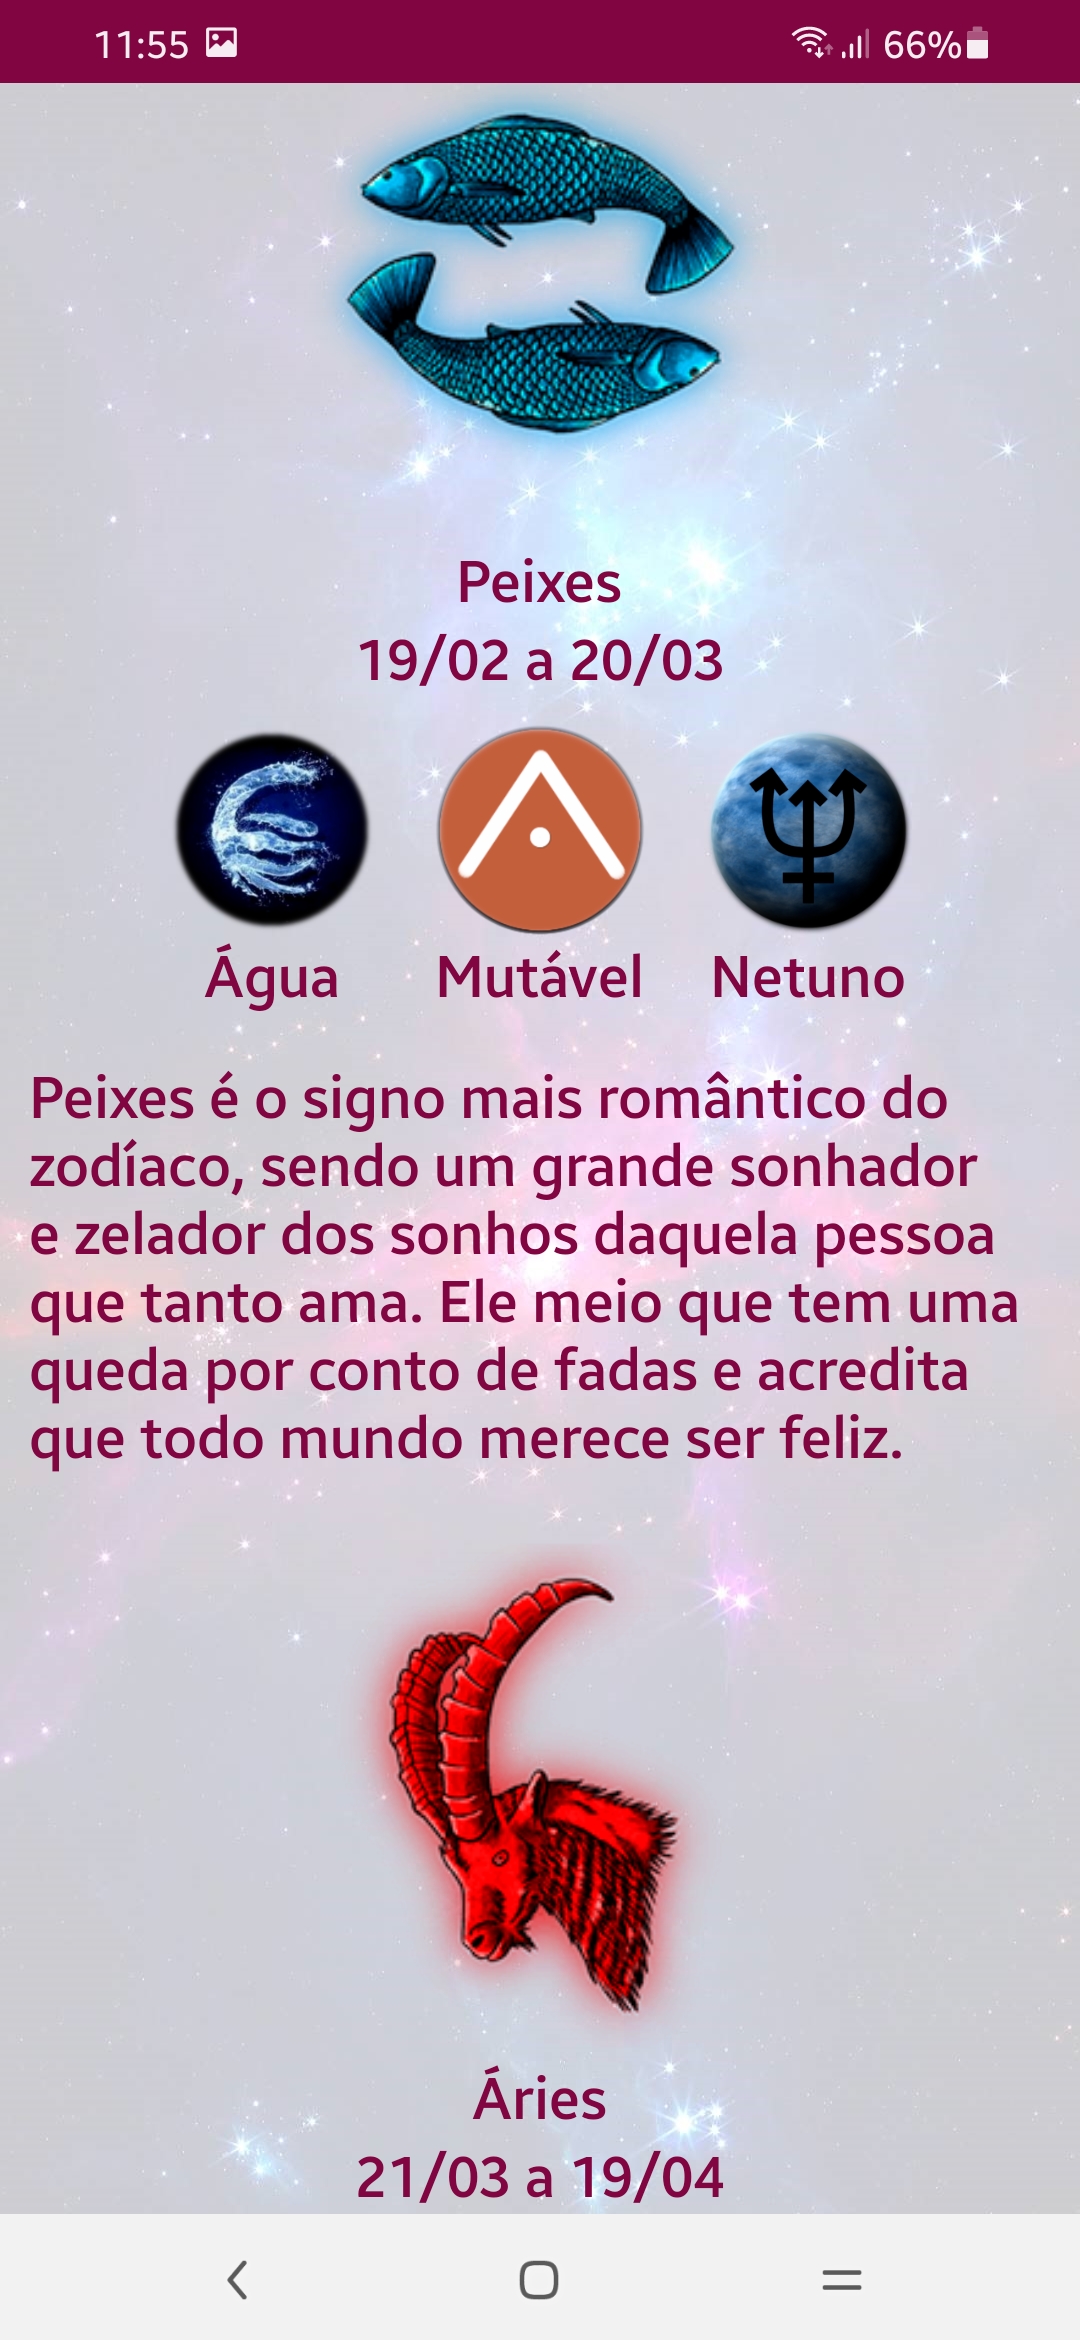 11:55 66%
Peixes
19/02 a 20/03
Água Mutável Netuno
Peixes é o signo mais romântico do
zodíaco, sendo um grande sonhador
e zelador dos sonhos daquela pessoa
que tanto ama. Ele meio que tem uma
queda por conto de fadas e acredita
que todo mundo merece ser feliz.
Áries
21/03 a 19/04